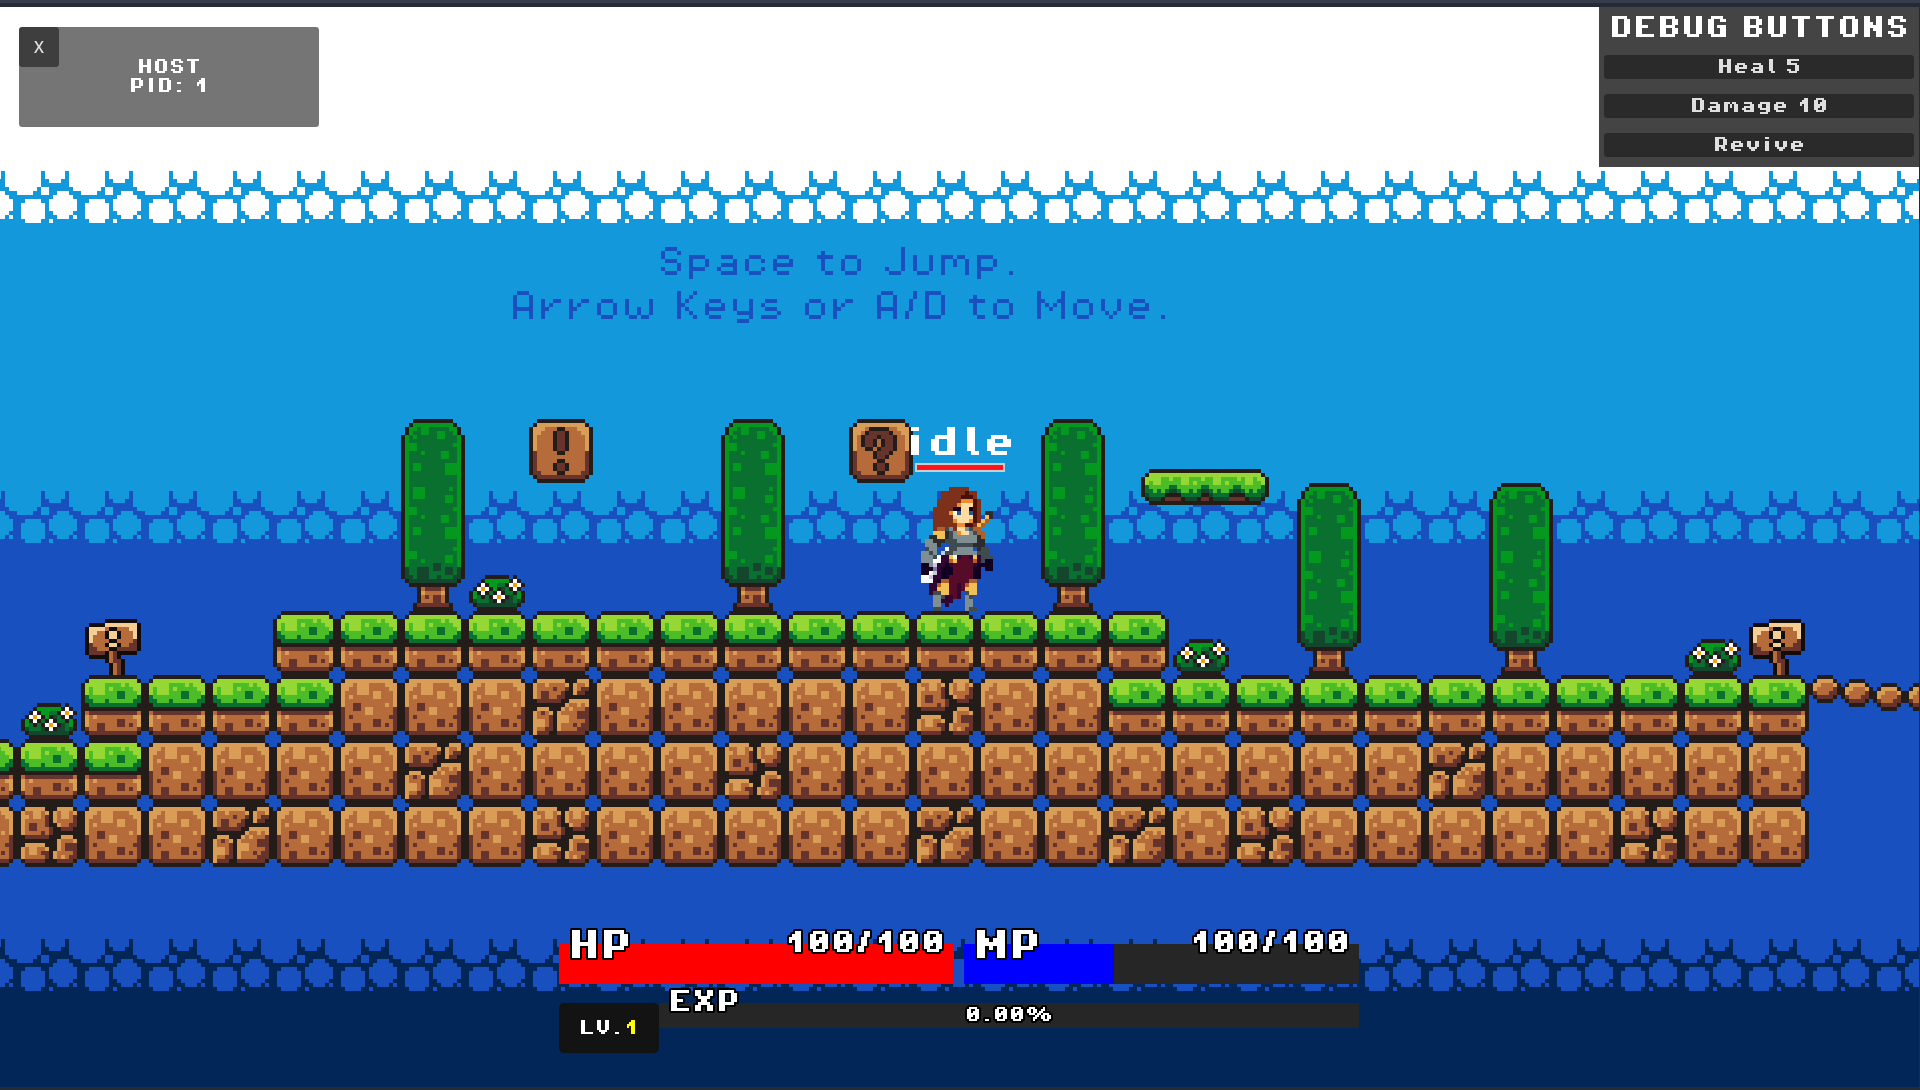 X
HOST
PID: 1
DEBUG BUTTONS
Heal 5
Damage 10
Revive
Space to Jump.
Arrow Keys or A/D to Move.
!
?
idle
HP 100/100
MP 100/100
EXP
0.00%
LV.1